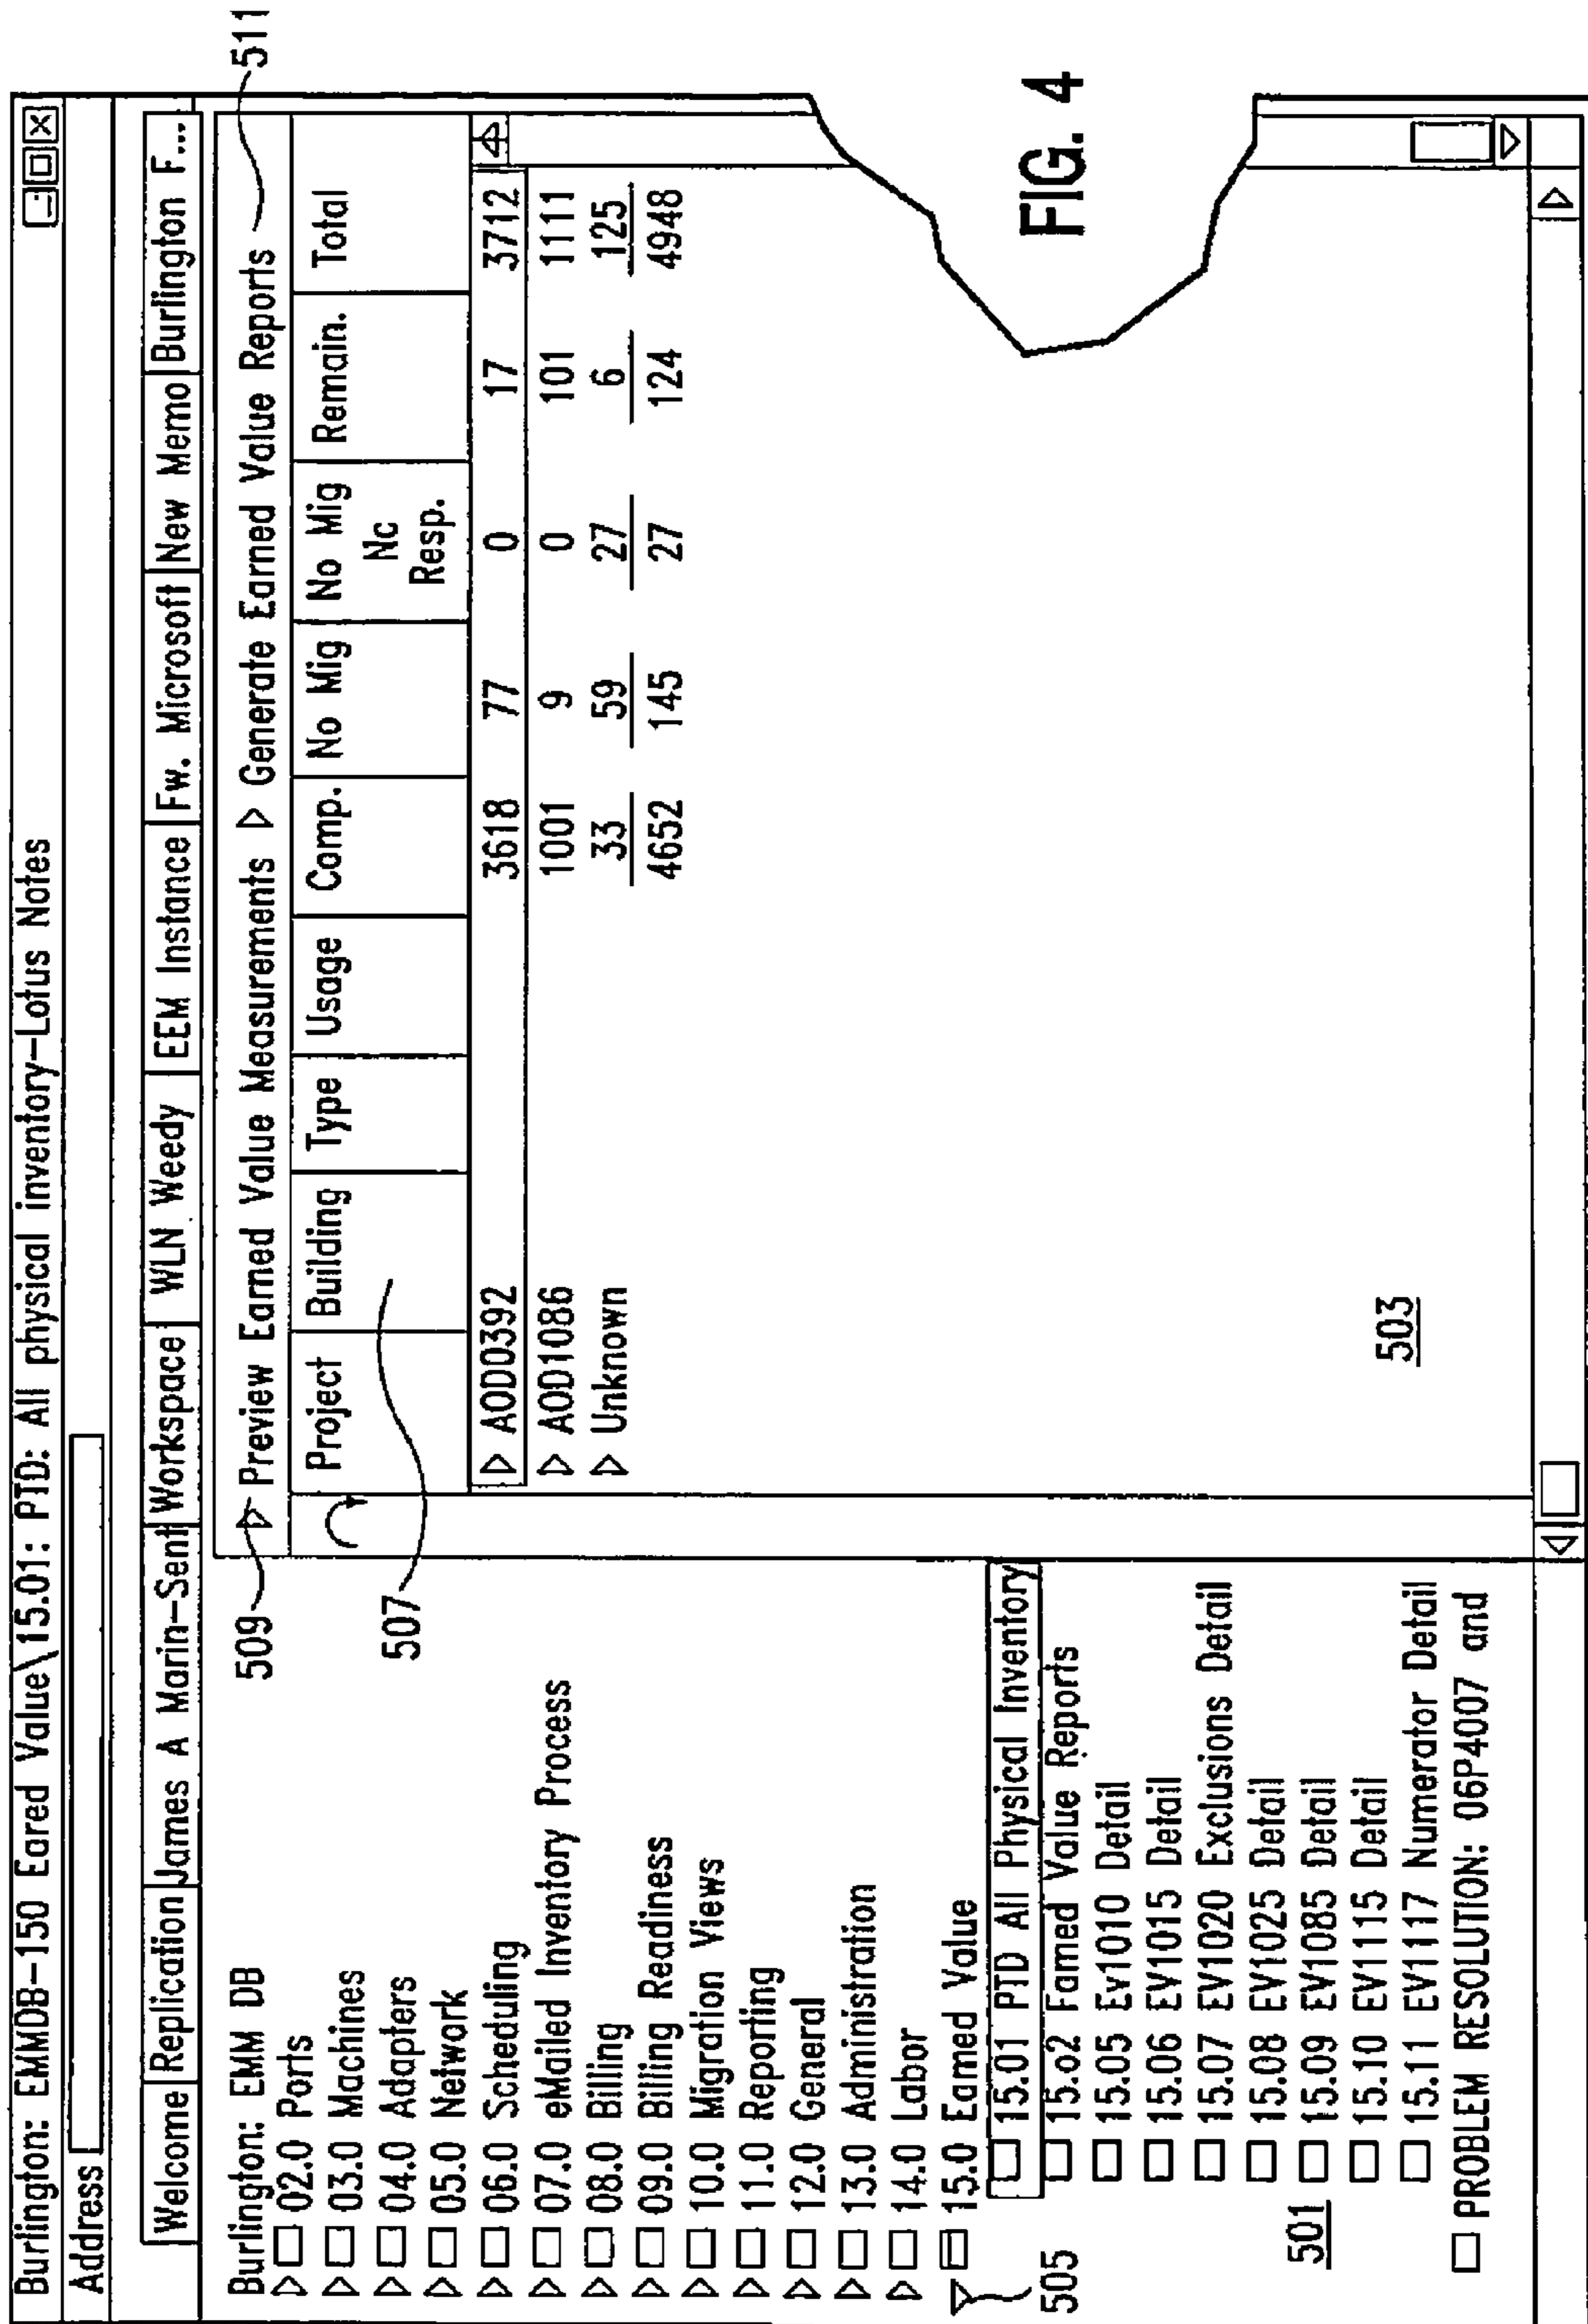 Burlington: EMMDB-150 Eared Value\15.01: PTD: All physical inventory-Lotus Notes
Address
Welcome Replication James A Marin-Sent Workspace WLN Weedy EEM Instance Fw. Microsoft New Memo Burlington F...
Burlington: EMM DB
02.0 Ports
03.0 Machines
04.0 Adapters
05.0 Network
06.0 Scheduling
07.0 eMailed Inventory Process
08.0 Billing
09.0 Billing Readiness
10.0 Migration Views
11.0 Reporting
12.0 General
13.0 Administration
14.0 Labor
15.0 Eamed Value
15.01 PTD All Physical Inventory
15.o2 Famed Value Reports
15.05 Ev1010 Detail
15.06 EV1015 Detail
15.07 EV1020 Exclusions Detail
15.08 EV1025 Detail
15.09 EV1085 Detail
15.10 EV1115 Detail
15.11 EV1117 Numerator Detail
PROBLEM RESOLUTION: 06P4007 and
505
501
509
507
Preview Earned Value Measurements Generate Earned Value Reports
511
Project Building Type Usage Comp. No Mig No Mig Nc Resp. Remain. Total
AOD0392 3618 77 0 17 3712
AOD1086 1001 9 0 101 1111
Unknown 33 59 27 6 125
4652 145 27 124 4948
503
FIG. 4